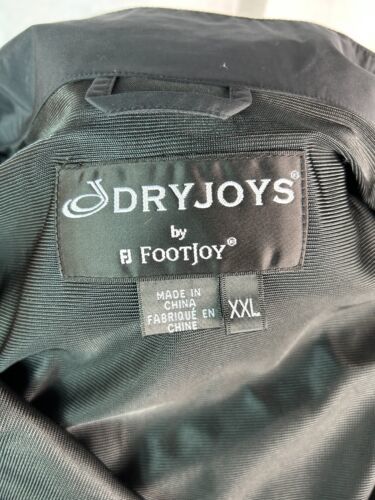 DRYJOYS®
by
FJ FOOTJOY®
MADE IN
CHINA
FABRIQUÉ EN
CHINE
XXL